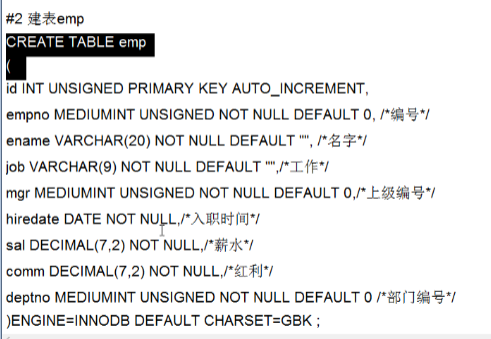 #2 建表emp
CREATE TABLE emp
(
id INT UNSIGNED PRIMARY KEY AUTO_INCREMENT,
empno MEDIUMINT UNSIGNED NOT NULL DEFAULT 0, /*编号*/
ename VARCHAR(20) NOT NULL DEFAULT "", /*名字*/
job VARCHAR(9) NOT NULL DEFAULT "",/*工作*/
mgr MEDIUMINT UNSIGNED NOT NULL DEFAULT 0,/*上级编号*/
hiredate DATE NOT NULL,/*入职时间*/
sal DECIMAL(7,2) NOT NULL,/*薪水*/
comm DECIMAL(7,2) NOT NULL,/*红利*/
deptno MEDIUMINT UNSIGNED NOT NULL DEFAULT 0 /*部门编号*/
)ENGINE=INNODB DEFAULT CHARSET=GBK ;